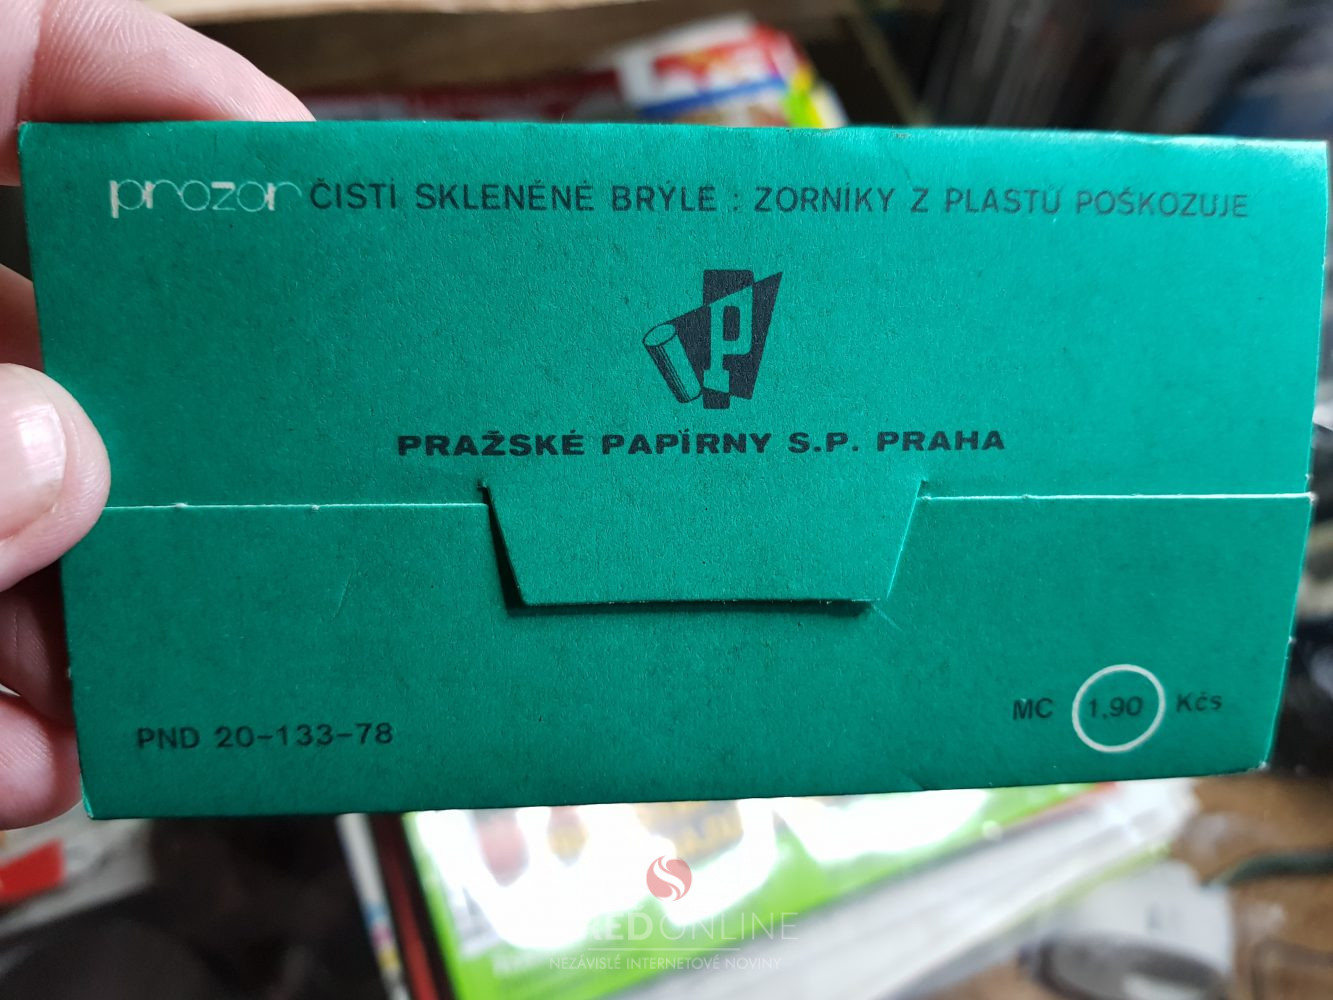 prozor ČISTÍ SKLENĚNÉ BRÝLE : ZORNÍKY Z PLASTŮ POŠKOZUJE
P
PRAŽSKÉ PAPÍRNY S.P. PRAHA
MC 1,90 Kčs
PND 20-133-78
ONLINE
NEZÁVISLÉ INTERNETOVÉ NOVINY